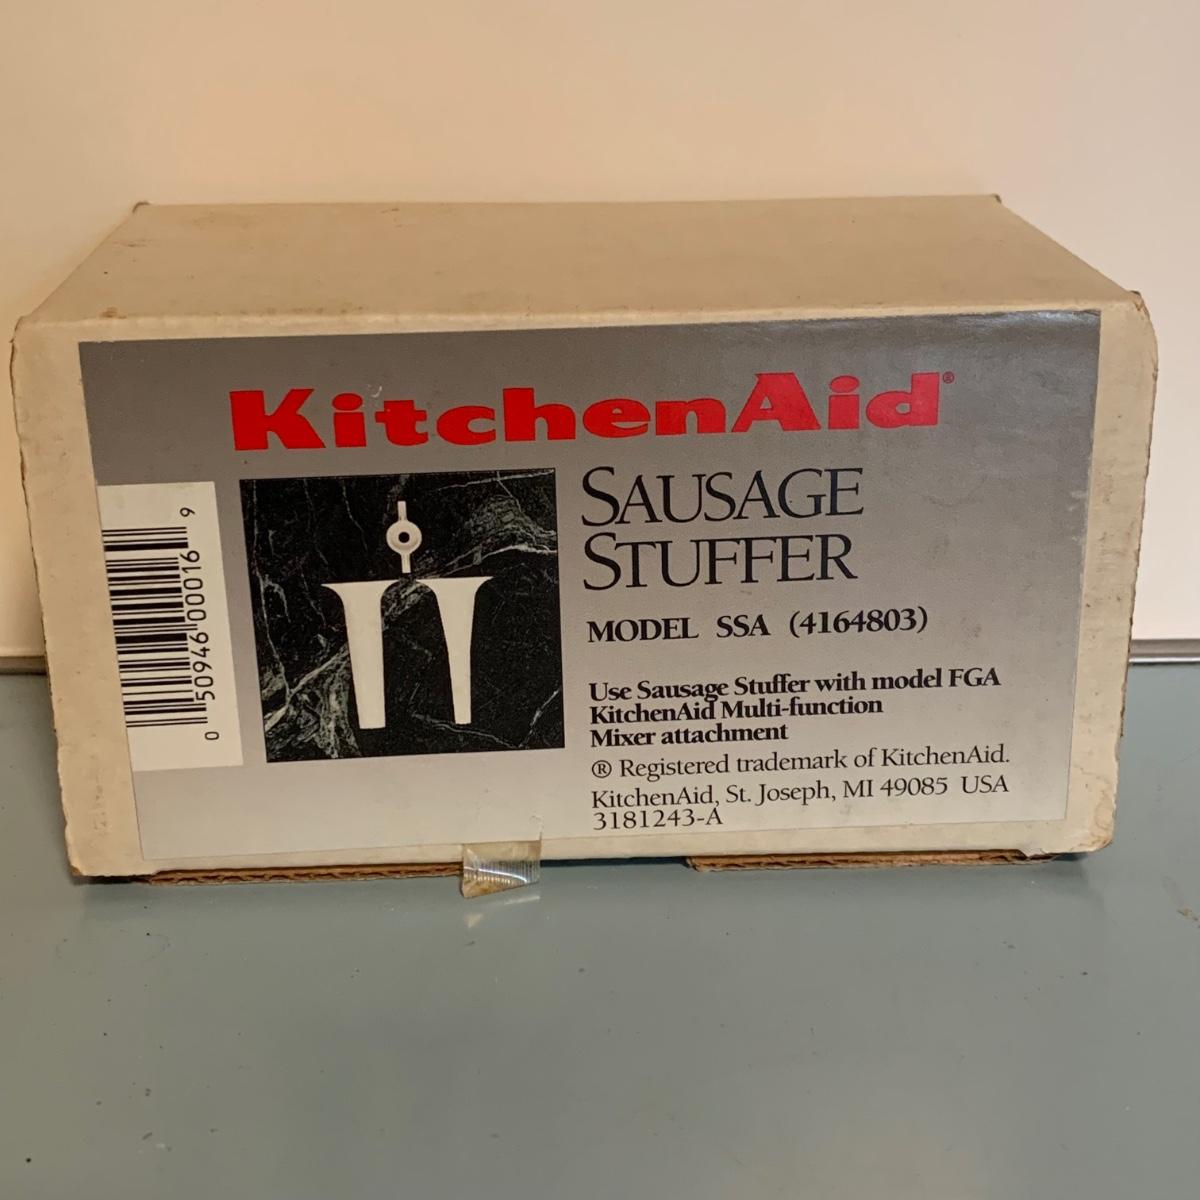 KitchenAid®
SAUSAGE
STUFFER
MODEL SSA (4164803)
Use Sausage Stuffer with model FGA
KitchenAid Multi-function
Mixer attachment
® Registered trademark of KitchenAid.
KitchenAid, St. Joseph, MI 49085 USA
3181243-A
0 50946 00016 9